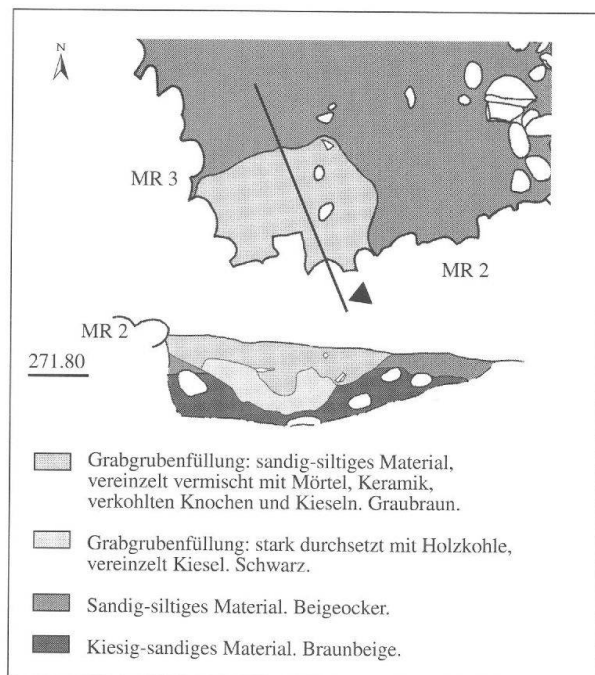 N
MR 3
MR 2
MR 2
271.80
Grabgrubenfüllung: sandig-siltiges Material,
vereinzelt vermischt mit Mörtel, Keramik,
verkohlten Knochen und Kieseln. Graubraun.
Grabgrubenfüllung: stark durchsetzt mit Holzkohle,
vereinzelt Kiesel. Schwarz.
Sandig-siltiges Material. Beigeocker.
Kiesig-sandiges Material. Braunbeige.